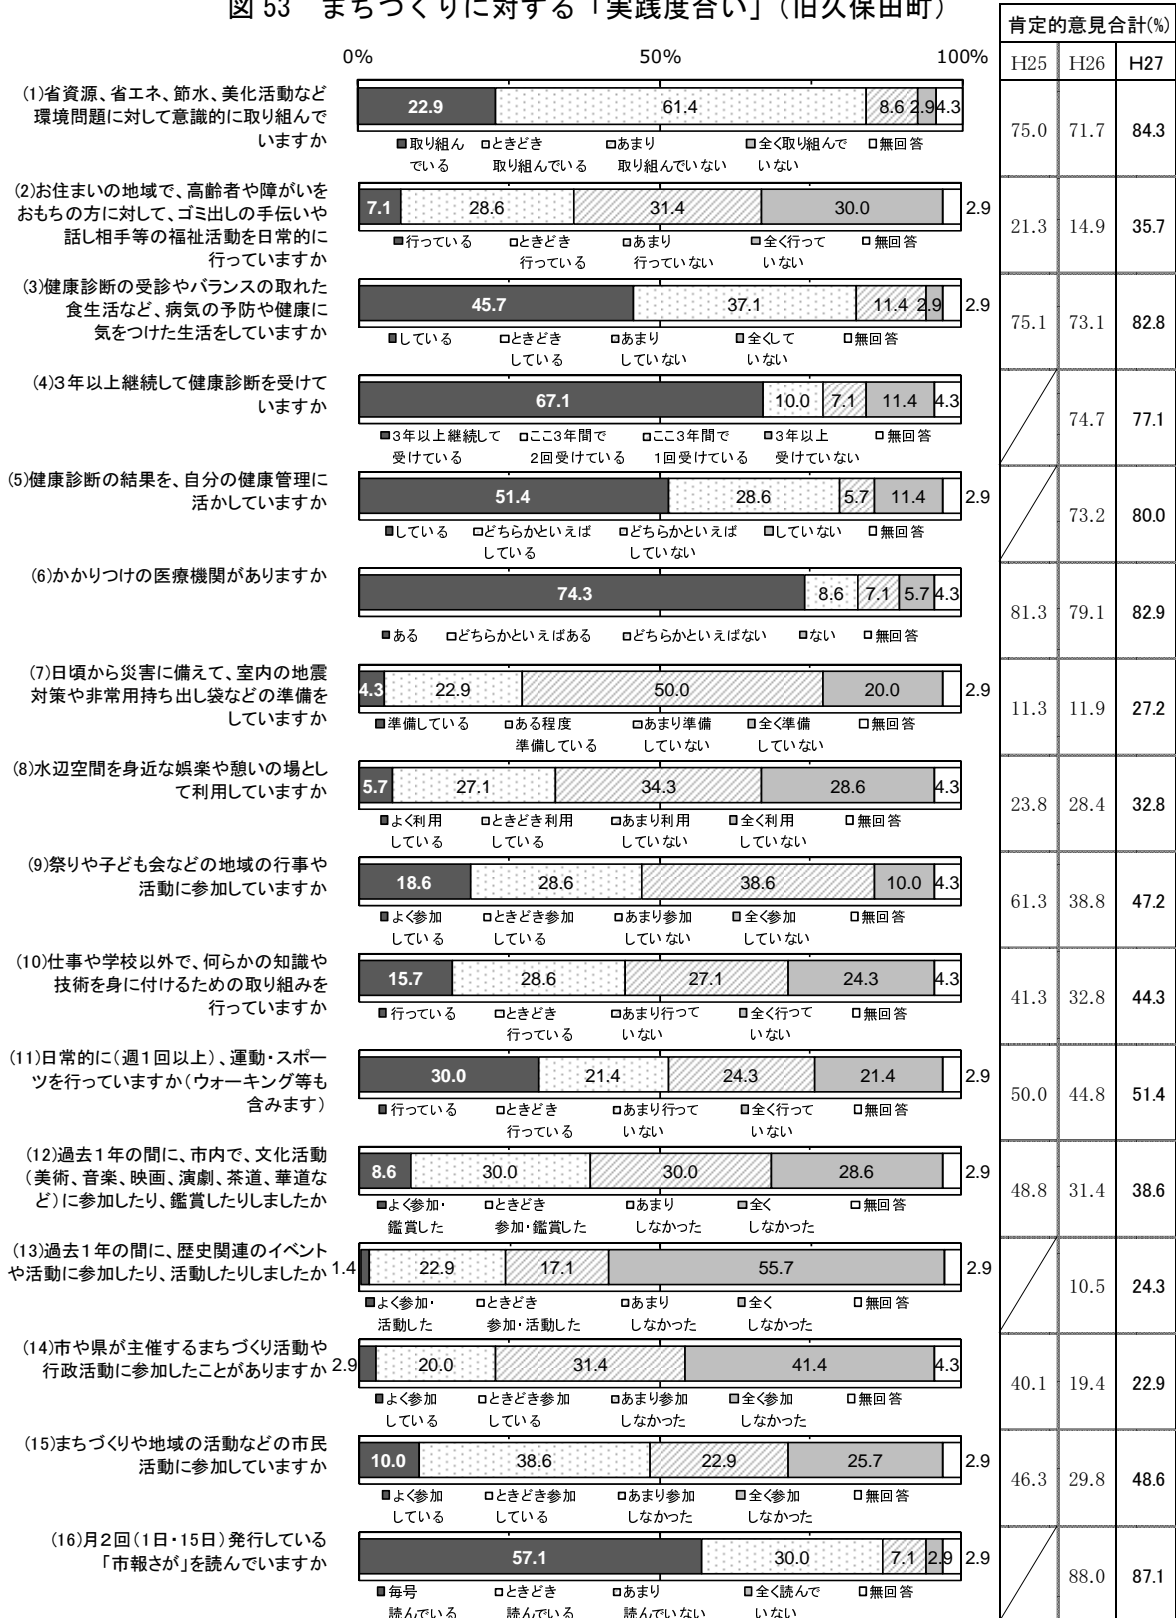 図 53　まちづくりに対する「実践度合い」（旧久保田町）
肯定的意見合計(%)
0% 50% 100%
H25 H26 H27
(1)省資源、省エネ、節水、美化活動など
環境問題に対して意識的に取り組んで
いますか
22.9 61.4 8.6 2.9 4.3
75.0 71.7 84.3
取り組ん ときどき あまり 全く取り組んで 無回答
でいる 取り組んでいる 取り組んでいない いない
(2)お住まいの地域で、高齢者や障がいを
おもちの方に対して、ゴミ出しの手伝いや
話し相手等の福祉活動を日常的に
行っていますか
7.1 28.6 31.4 30.0 2.9
21.3 14.9 35.7
行っている ときどき あまり 全く行って 無回答
行っている 行っていない いない
(3)健康診断の受診やバランスの取れた
食生活など、病気の予防や健康に
気をつけた生活をしていますか
45.7 37.1 11.4 2.9 2.9
75.1 73.1 82.8
している ときどき あまり 全くして 無回答
している していない いない
(4)3年以上継続して健康診断を受けて
いますか
67.1 10.0 7.1 11.4 4.3
74.7 77.1
3年以上継続して ここ3年間で ここ3年間で 3年以上 無回答
受けている 2回受けている 1回受けている 受けていない
(5)健康診断の結果を、自分の健康管理に
活かしていますか
51.4 28.6 5.7 11.4 2.9
73.2 80.0
している どちらかといえば どちらかといえば していない 無回答
している していない
(6)かかりつけの医療機関がありますか
74.3 8.6 7.1 5.7 4.3
81.3 79.1 82.9
ある どちらかといえばある どちらかといえばない ない 無回答
(7)日頃から災害に備えて、室内の地震
対策や非常用持ち出し袋などの準備を
していますか
4.3 22.9 50.0 20.0 2.9
11.3 11.9 27.2
準備している ある程度 あまり準備 全く準備 無回答
準備している していない していない
(8)水辺空間を身近な娯楽や憩いの場とし
て利用していますか
5.7 27.1 34.3 28.6 4.3
23.8 28.4 32.8
よく利用 ときどき利用 あまり利用 全く利用 無回答
している している していない していない
(9)祭りや子ども会などの地域の行事や
活動に参加していますか
18.6 28.6 38.6 10.0 4.3
61.3 38.8 47.2
よく参加 ときどき参加 あまり参加 全く参加 無回答
している している していない していない
(10)仕事や学校以外で、何らかの知識や
技術を身に付けるための取り組みを
行っていますか
15.7 28.6 27.1 24.3 4.3
41.3 32.8 44.3
行っている ときどき あまり行って 全く行って 無回答
行っている いない いない
(11)日常的に(週1回以上)、運動・スポー
ツを行っていますか(ウォーキング等も
含みます)
30.0 21.4 24.3 21.4 2.9
50.0 44.8 51.4
行っている ときどき あまり行って 全く行って 無回答
行っている いない いない
(12)過去1年の間に、市内で、文化活動
(美術、音楽、映画、演劇、茶道、華道な
ど)に参加したり、鑑賞したりしましたか
8.6 30.0 30.0 28.6 2.9
48.8 31.4 38.6
よく参加・ ときどき あまり 全く 無回答
鑑賞した 参加・鑑賞した しなかった しなかった
(13)過去1年の間に、歴史関連のイベント
や活動に参加したり、活動したりしましたか
1.4 22.9 17.1 55.7 2.9
10.5 24.3
よく参加・ ときどき あまり 全く 無回答
活動した 参加・活動した しなかった しなかった
(14)市や県が主催するまちづくり活動や
行政活動に参加したことがありますか
2.9 20.0 31.4 41.4 4.3
40.1 19.4 22.9
よく参加 ときどき参加 あまり参加 全く参加 無回答
している している しなかった しなかった
(15)まちづくりや地域の活動などの市民
活動に参加していますか
10.0 38.6 22.9 25.7 2.9
46.3 29.8 48.6
よく参加 ときどき参加 あまり参加 全く参加 無回答
している している しなかった しなかった
(16)月2回(1日・15日)発行している
「市報さが」を読んでいますか
57.1 30.0 7.1 2.9 2.9
88.0 87.1
毎号 ときどき あまり 全く読んで 無回答
読んでいる 読んでいる 読んでいない いない